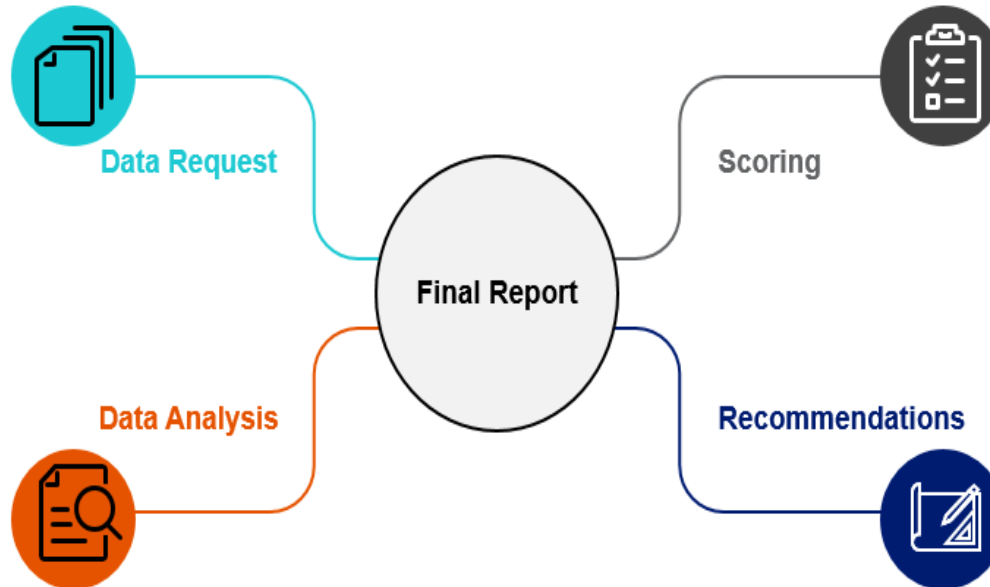 Data Request
Scoring
Final Report
Data Analysis
Recommendations